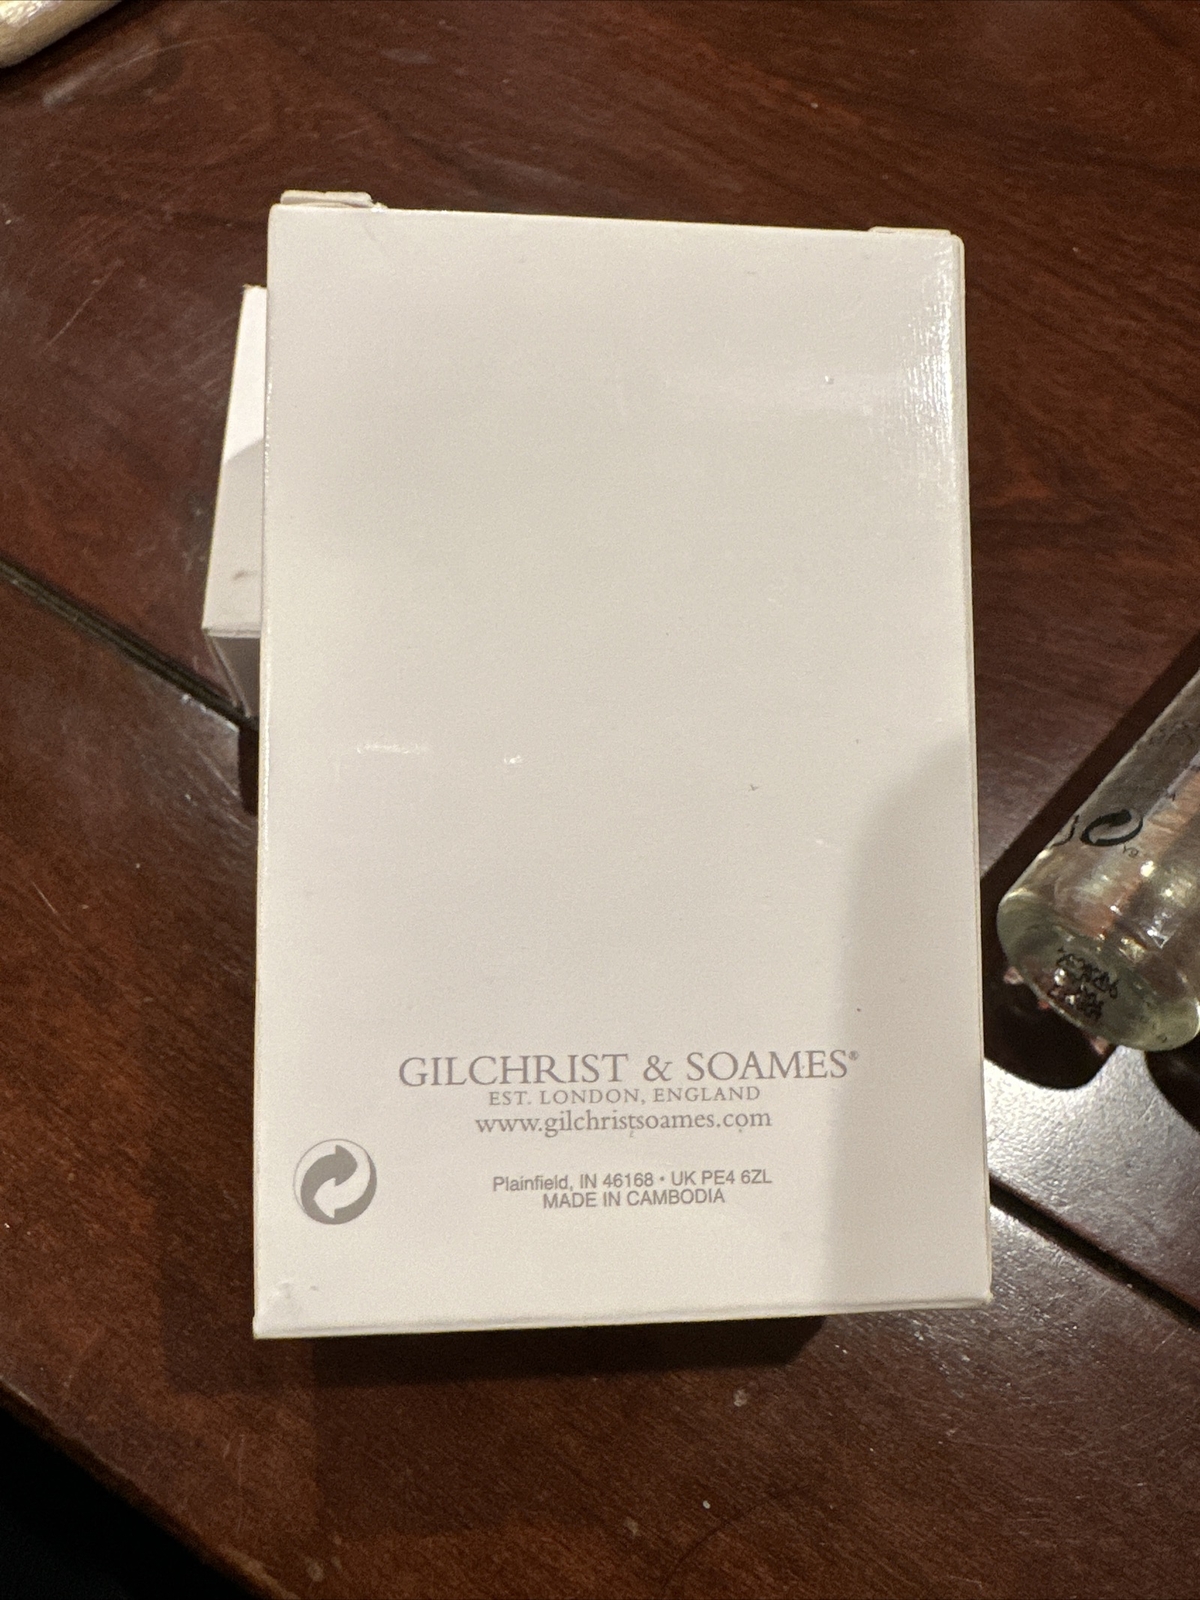 GILCHRIST & SOAMES®
EST. LONDON, ENGLAND
www.gilchristsoames.com
Plainfield, IN 46168 • UK PE4 6ZL
MADE IN CAMBODIA